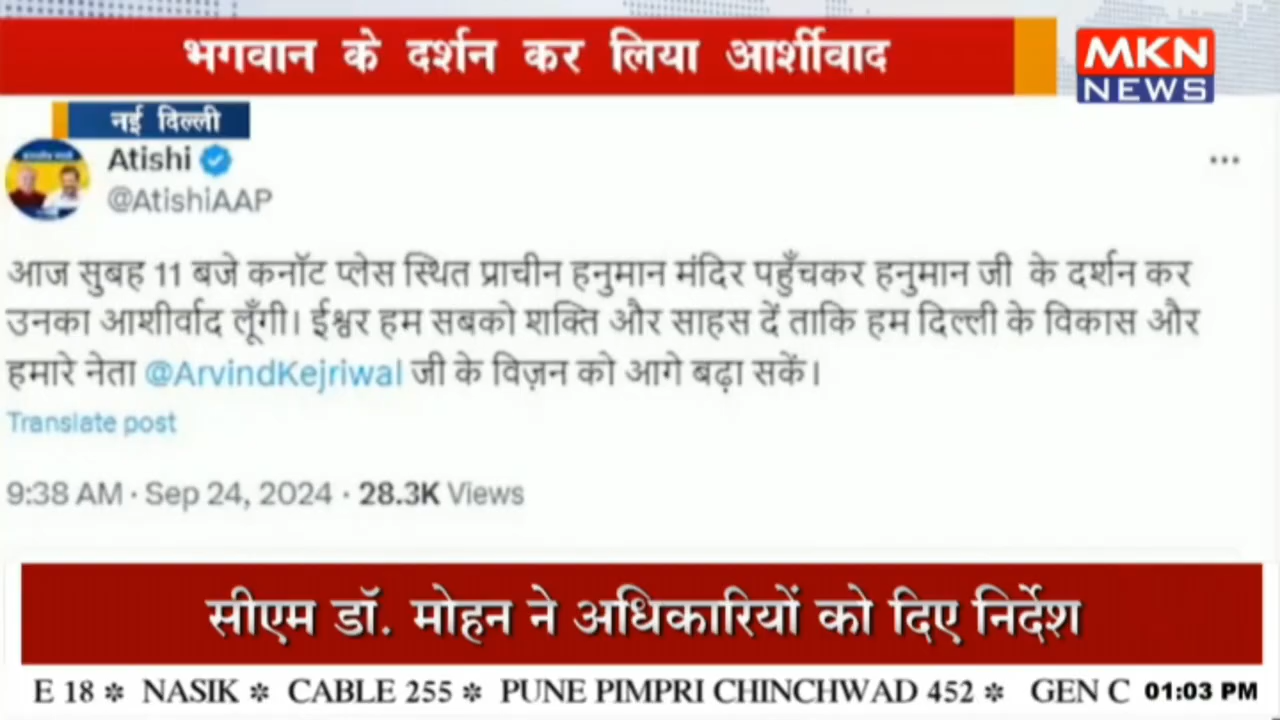 भगवान के दर्शन कर लिया आर्शीवाद
MKN
NEWS
नई दिल्ली
Atishi
@AtishiAAP
आज सुबह 11 बजे कनॉट प्लेस स्थित प्राचीन हनुमान मंदिर पहुँचकर हनुमान जी के दर्शन कर
उनका आशीर्वाद लूँगी। ईश्वर हम सबको शक्ति और साहस दें ताकि हम दिल्ली के विकास और
हमारे नेता @ArvindKejriwal जी के विज़न को आगे बढ़ा सकें।
Translate post
9:38 AM · Sep 24, 2024 · 28.3K Views
सीएम डॉ. मोहन ने अधिकारियों को दिए निर्देश
E 18 ✻ NASIK ✻ CABLE 255 ✻ PUNE PIMPRI CHINCHWAD 452 ✻ GEN C 01:03 PM